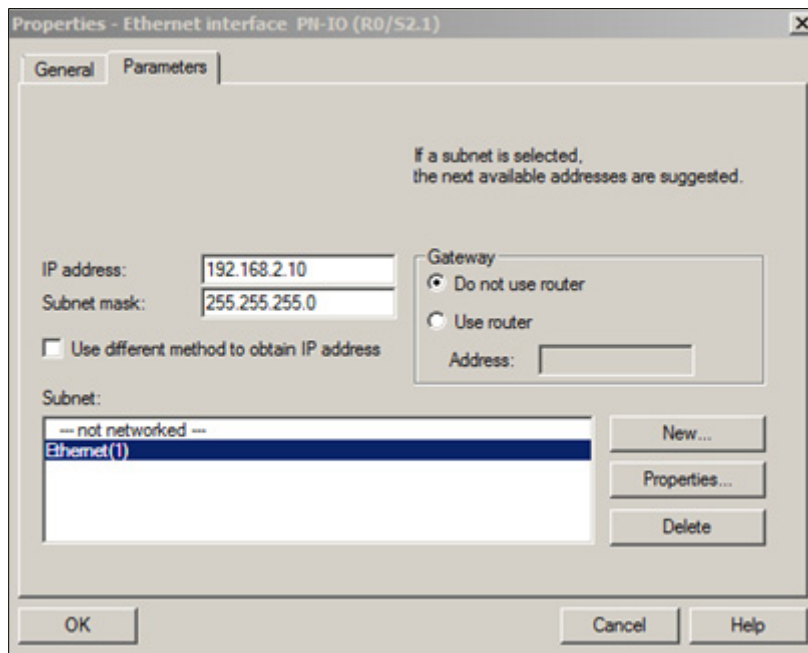 Properties - Ethernet interface PN-IO (R0/S2.1)
General
Parameters
If a subnet is selected,
the next available addresses are suggested.
IP address:
192.168.2.10
Subnet mask:
255.255.255.0
Use different method to obtain IP address
Gateway
Do not use router
Use router
Address:
Subnet:
--- not networked ---
Ethernet(1)
New...
Properties...
Delete
OK
Cancel
Help